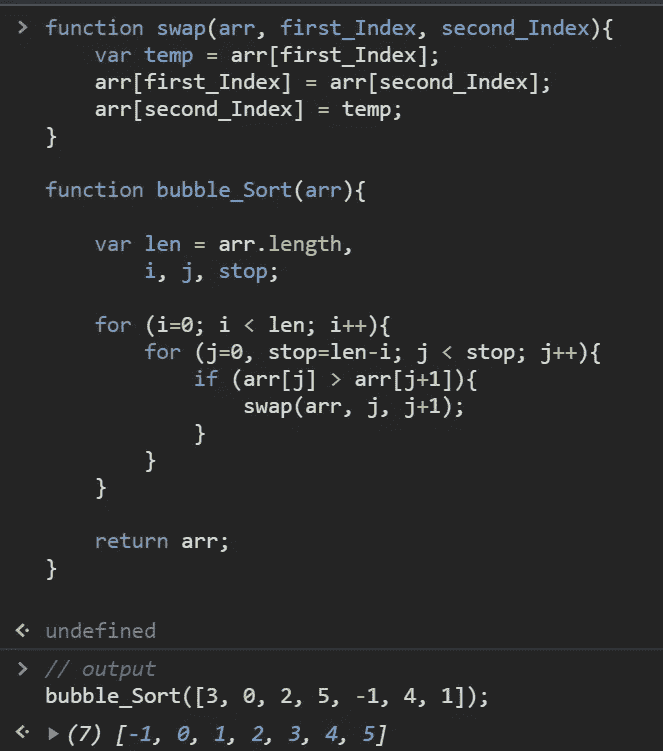 > function swap(arr, first_Index, second_Index){
    var temp = arr[first_Index];
    arr[first_Index] = arr[second_Index];
    arr[second_Index] = temp;
}
function bubble_Sort(arr){
    var len = arr.length,
        i, j, stop;
    for (i=0; i < len; i++){
        for (j=0, stop=len-i; j < stop; j++){
            if (arr[j] > arr[j+1]){
                swap(arr, j, j+1);
            }
        }
    }
    return arr;
}
undefined
> // output
bubble_Sort([3, 0, 2, 5, -1, 4, 1]);
(7) [-1, 0, 1, 2, 3, 4, 5]